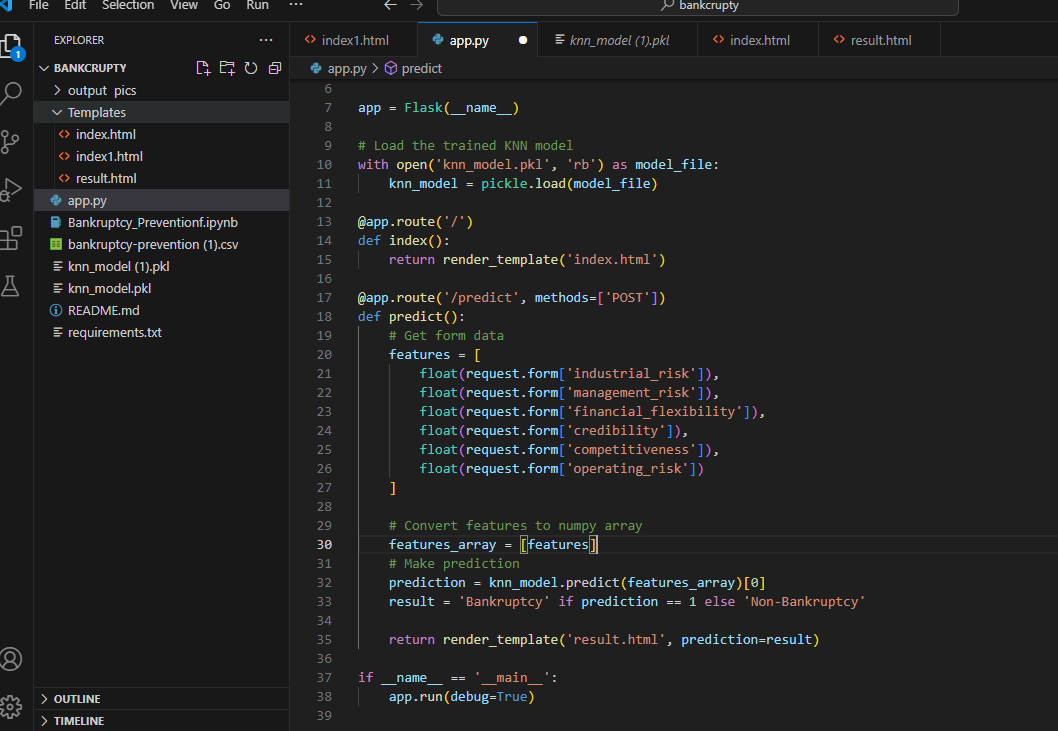 File Edit Selection View Go Run ··· bankcrupty
EXPLORER ···
index1.html app.py knn_model (1).pkl index.html result.html
app.py > predict
1
BANKCRUPTY
output pics
Templates
index.html
index1.html
result.html
app.py
Bankruptcy_Preventionf.ipynb
bankruptcy-prevention (1).csv
knn_model (1).pkl
knn_model.pkl
README.md
requirements.txt
OUTLINE
TIMELINE
6
7 app = Flask(__name__)
8
9 # Load the trained KNN model
10 with open('knn_model.pkl', 'rb') as model_file:
11     knn_model = pickle.load(model_file)
12
13 @app.route('/')
14 def index():
15     return render_template('index.html')
16
17 @app.route('/predict', methods=['POST'])
18 def predict():
19     # Get form data
20     features = [
21         float(request.form['industrial_risk']),
22         float(request.form['management_risk']),
23         float(request.form['financial_flexibility']),
24         float(request.form['credibility']),
25         float(request.form['competitiveness']),
26         float(request.form['operating_risk'])
27     ]
28
29     # Convert features to numpy array
30     features_array = [features]
31     # Make prediction
32     prediction = knn_model.predict(features_array)[0]
33     result = 'Bankruptcy' if prediction == 1 else 'Non-Bankruptcy'
34
35     return render_template('result.html', prediction=result)
36
37 if __name__ == '__main__':
38     app.run(debug=True)
39